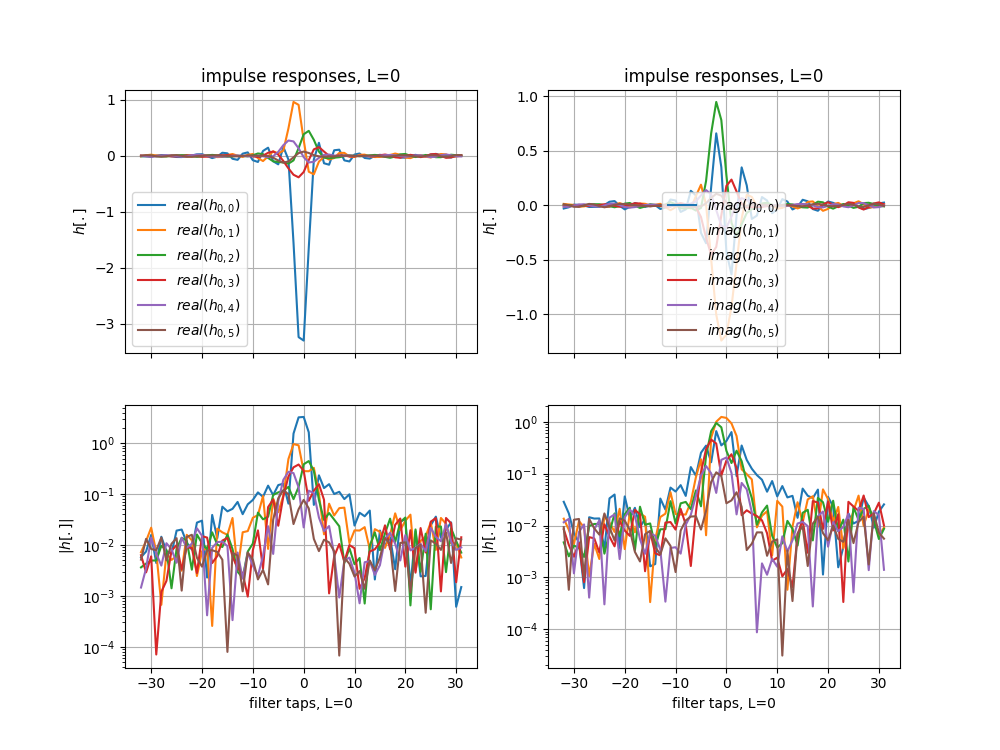 impulse responses, L=0
h[.]
1
0
−1
−2
−3
real(h0,0)
real(h0,1)
real(h0,2)
real(h0,3)
real(h0,4)
real(h0,5)
impulse responses, L=0
h[.]
1.0
0.5
0.0
−0.5
−1.0
imag(h0,0)
imag(h0,1)
imag(h0,2)
imag(h0,3)
imag(h0,4)
imag(h0,5)
|h[.]|
10⁰
10⁻¹
10⁻²
10⁻³
10⁻⁴
−30 −20 −10 0 10 20 30
filter taps, L=0
|h[.]|
10⁰
10⁻¹
10⁻²
10⁻³
10⁻⁴
−30 −20 −10 0 10 20 30
filter taps, L=0